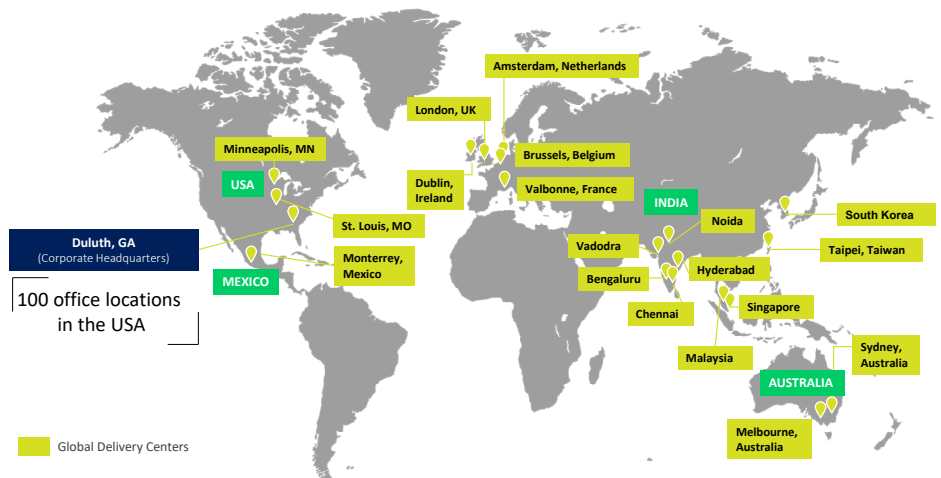 Amsterdam, Netherlands
London, UK
Minneapolis, MN
Brussels, Belgium
USA
Dublin,
Ireland
Valbonne, France
INDIA
St. Louis, MO
Noida
South Korea
Duluth, GA
(Corporate Headquarters)
Monterrey,
Mexico
Vadodra
Taipei, Taiwan
MEXICO
Bengaluru
Hyderabad
100 office locations
in the USA
Chennai
Singapore
Malaysia
Sydney,
Australia
AUSTRALIA
Melbourne,
Australia
Global Delivery Centers